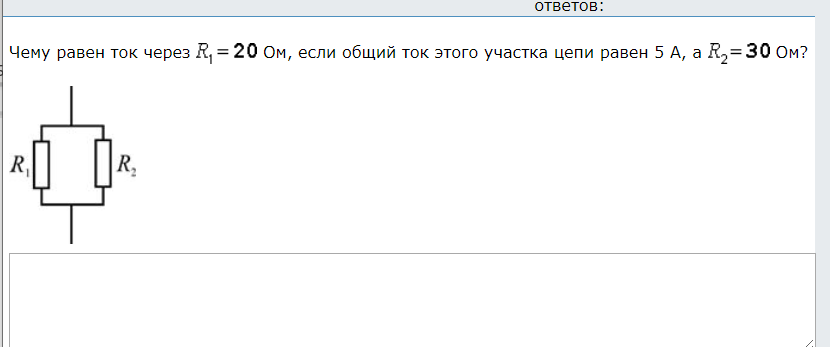 ответов:
Чему равен ток через R₁ = 20 Ом, если общий ток этого участка цепи равен 5 А, а R₂ = 30 Ом?
R₁
R₂